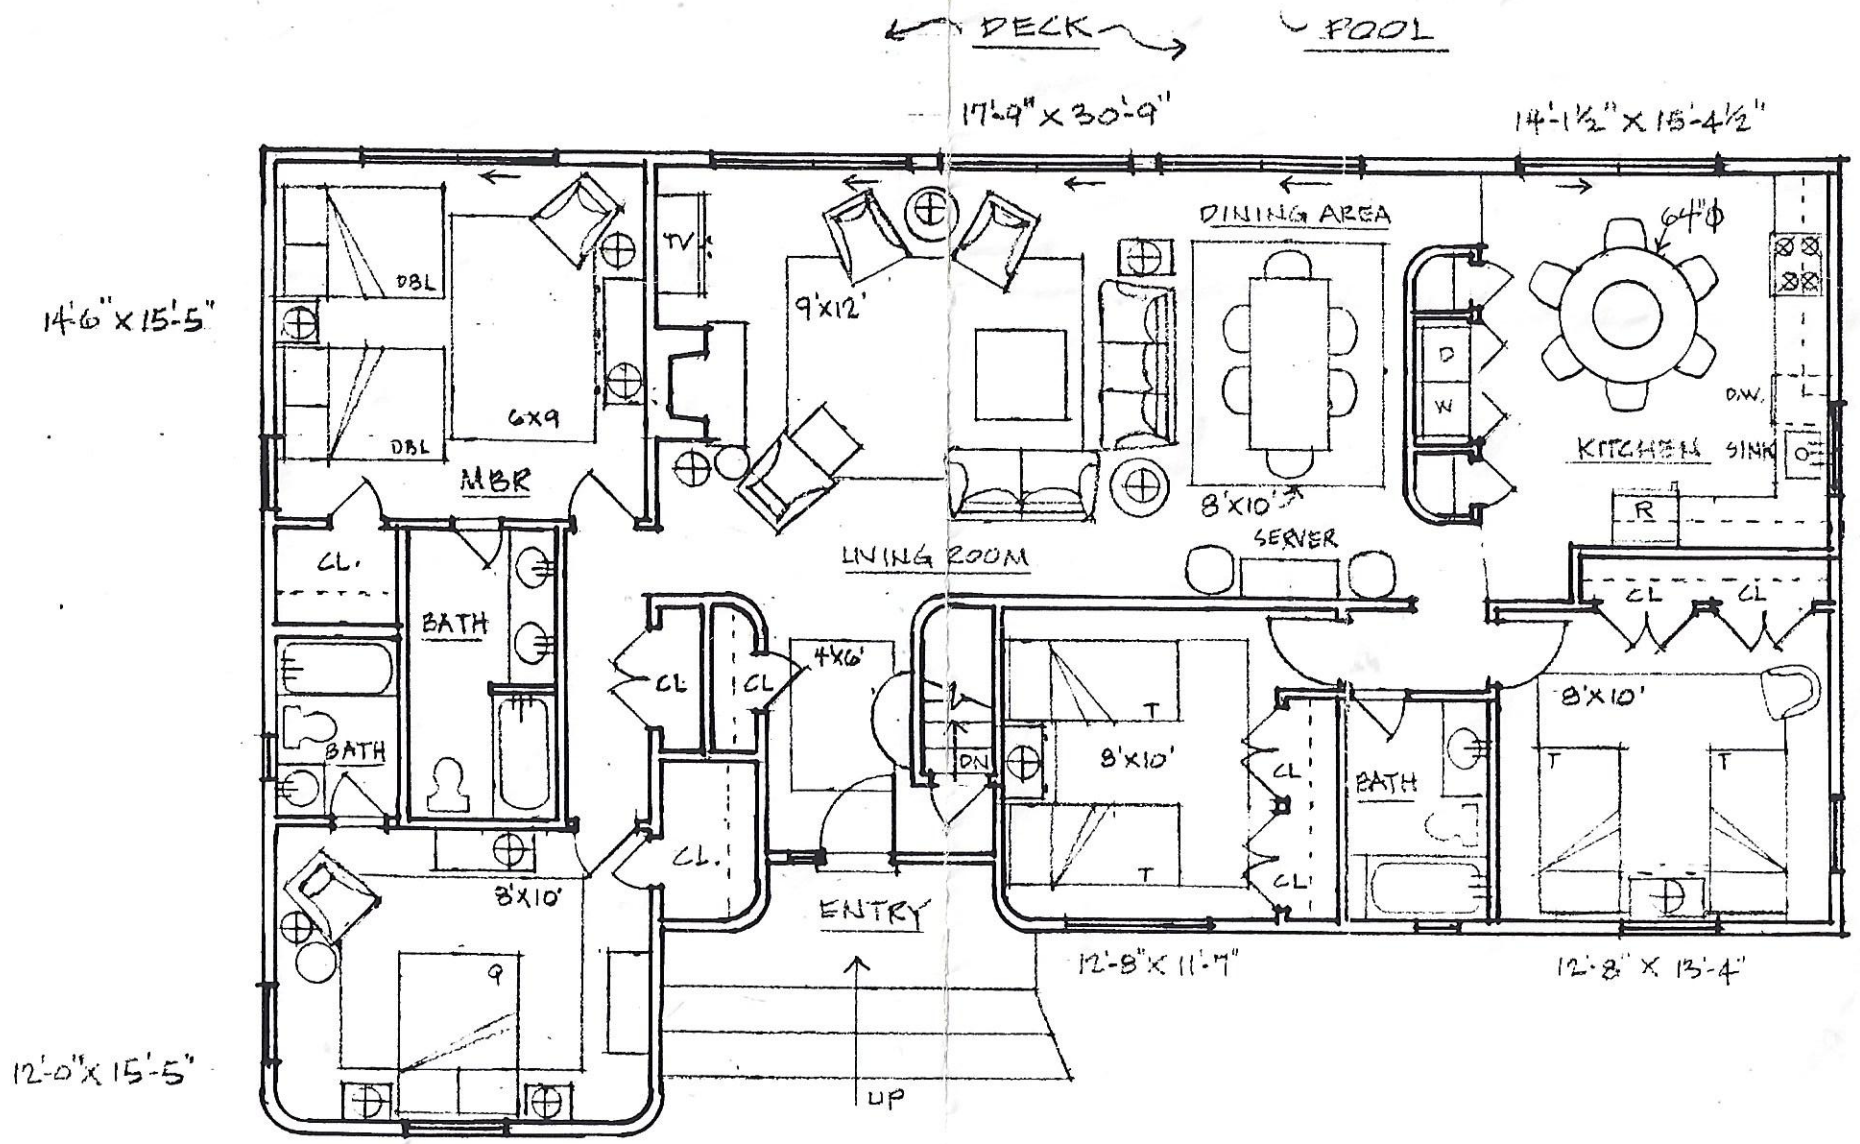 DECK
POOL
17'-9" X 30'-9"
14'-1½" X 15'-4½"
DINING AREA
64"ϕ
TV
DBL
9'X12'
14'-6" X 15'-5"
D
W
D.W.
6X9
DBL
MBR
KITCHEN
SINK
8'X10'
R
SERVER
LIVING ROOM
CL.
CL
CL
BATH
4'X6'
CL
CL
T
8'X10'
BATH
DN
8'X10'
CL
BATH
T
T
CL.
T
CL
8'X10'
ENTRY
12'-8" X 11'-7"
12'-8" X 13'-4"
Q
12'-0" X 15'-5"
UP